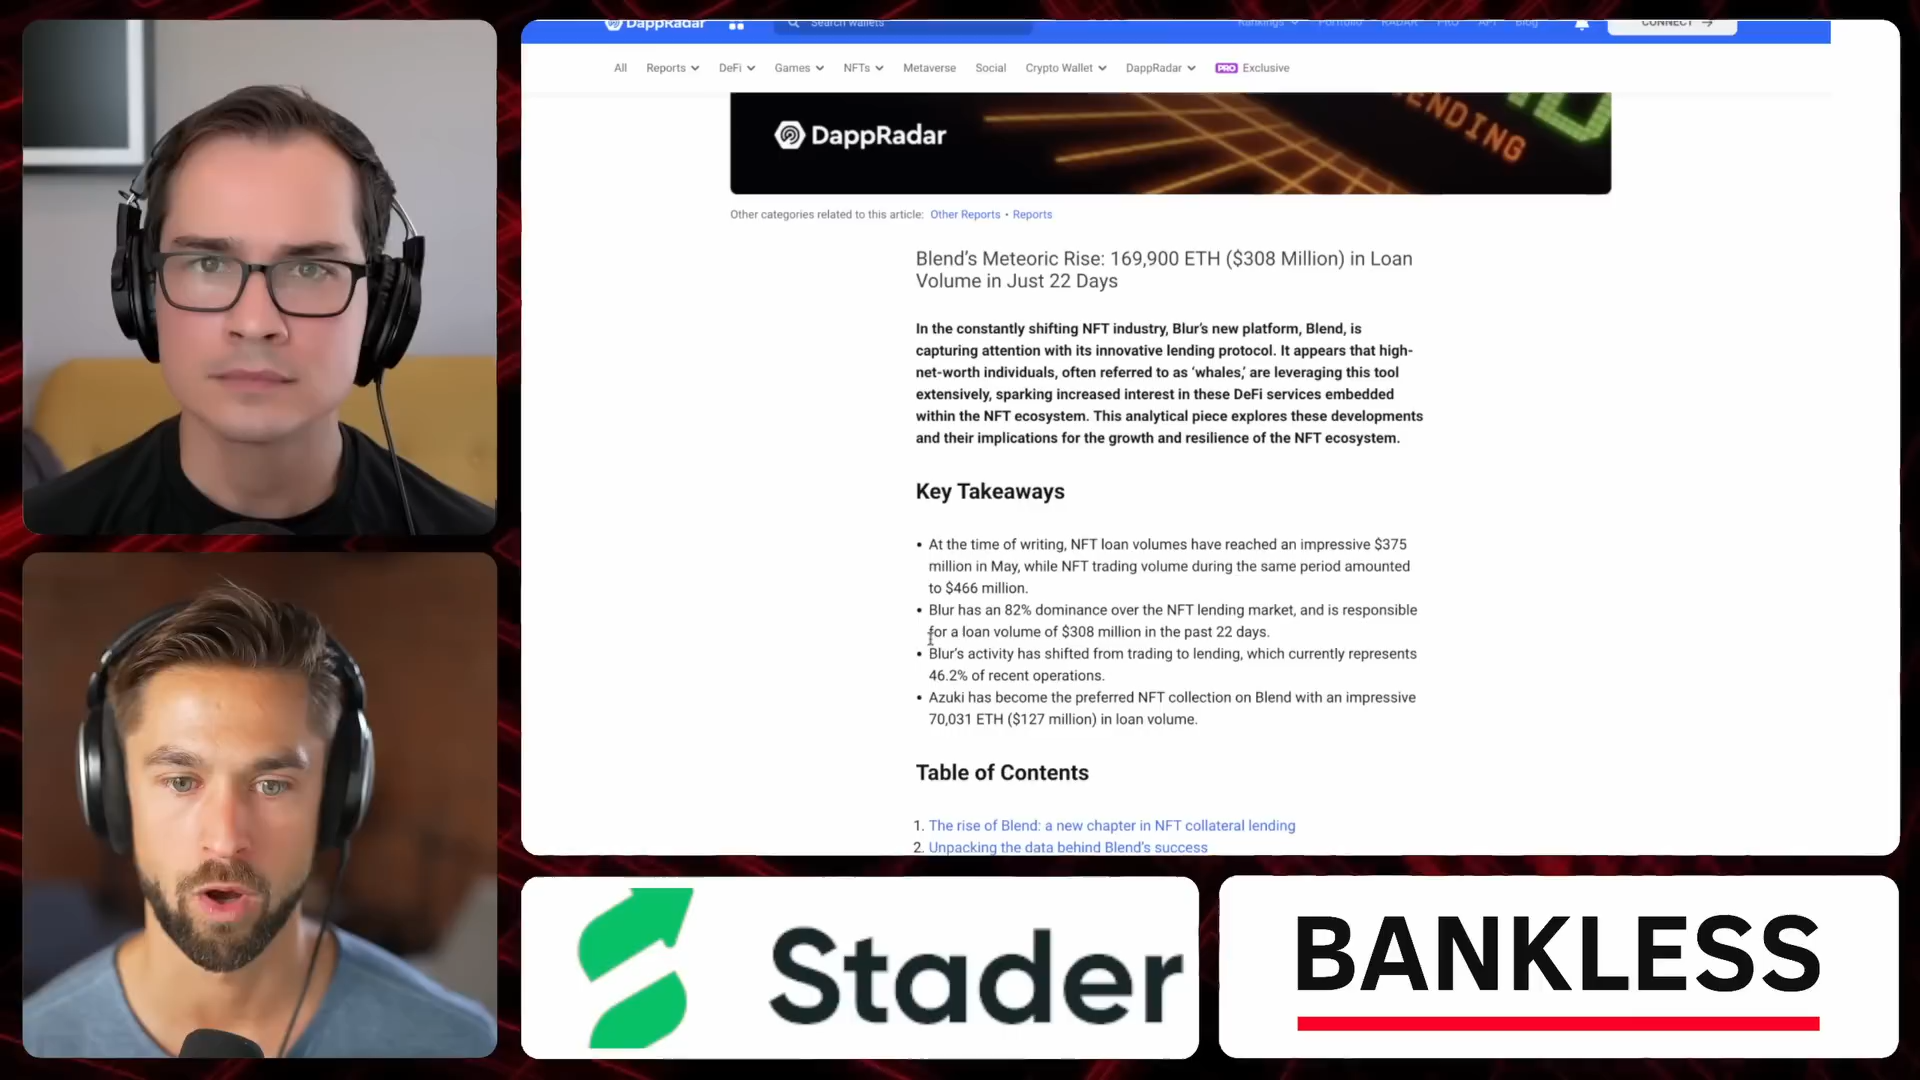 DappRadar
Search wallets
Rankings
Portfolio
RADAR
PRO
API
Blog
CONNECT
All
Reports
DeFi
Games
NFTs
Metaverse
Social
Crypto Wallet
DappRadar
PRO Exclusive
DappRadar
LENDING
Other categories related to this article: Other Reports • Reports
Blend’s Meteoric Rise: 169,900 ETH ($308 Million) in Loan
Volume in Just 22 Days
In the constantly shifting NFT industry, Blur’s new platform, Blend, is
capturing attention with its innovative lending protocol. It appears that high-
net-worth individuals, often referred to as ‘whales,’ are leveraging this tool
extensively, sparking increased interest in these DeFi services embedded
within the NFT ecosystem. This analytical piece explores these developments
and their implications for the growth and resilience of the NFT ecosystem.
Key Takeaways
• At the time of writing, NFT loan volumes have reached an impressive $375
million in May, while NFT trading volume during the same period amounted
to $466 million.
• Blur has an 82% dominance over the NFT lending market, and is responsible
for a loan volume of $308 million in the past 22 days.
• Blur’s activity has shifted from trading to lending, which currently represents
46.2% of recent operations.
• Azuki has become the preferred NFT collection on Blend with an impressive
70,031 ETH ($127 million) in loan volume.
Table of Contents
1. The rise of Blend: a new chapter in NFT collateral lending
2. Unpacking the data behind Blend’s success
Stader
BANKLESS